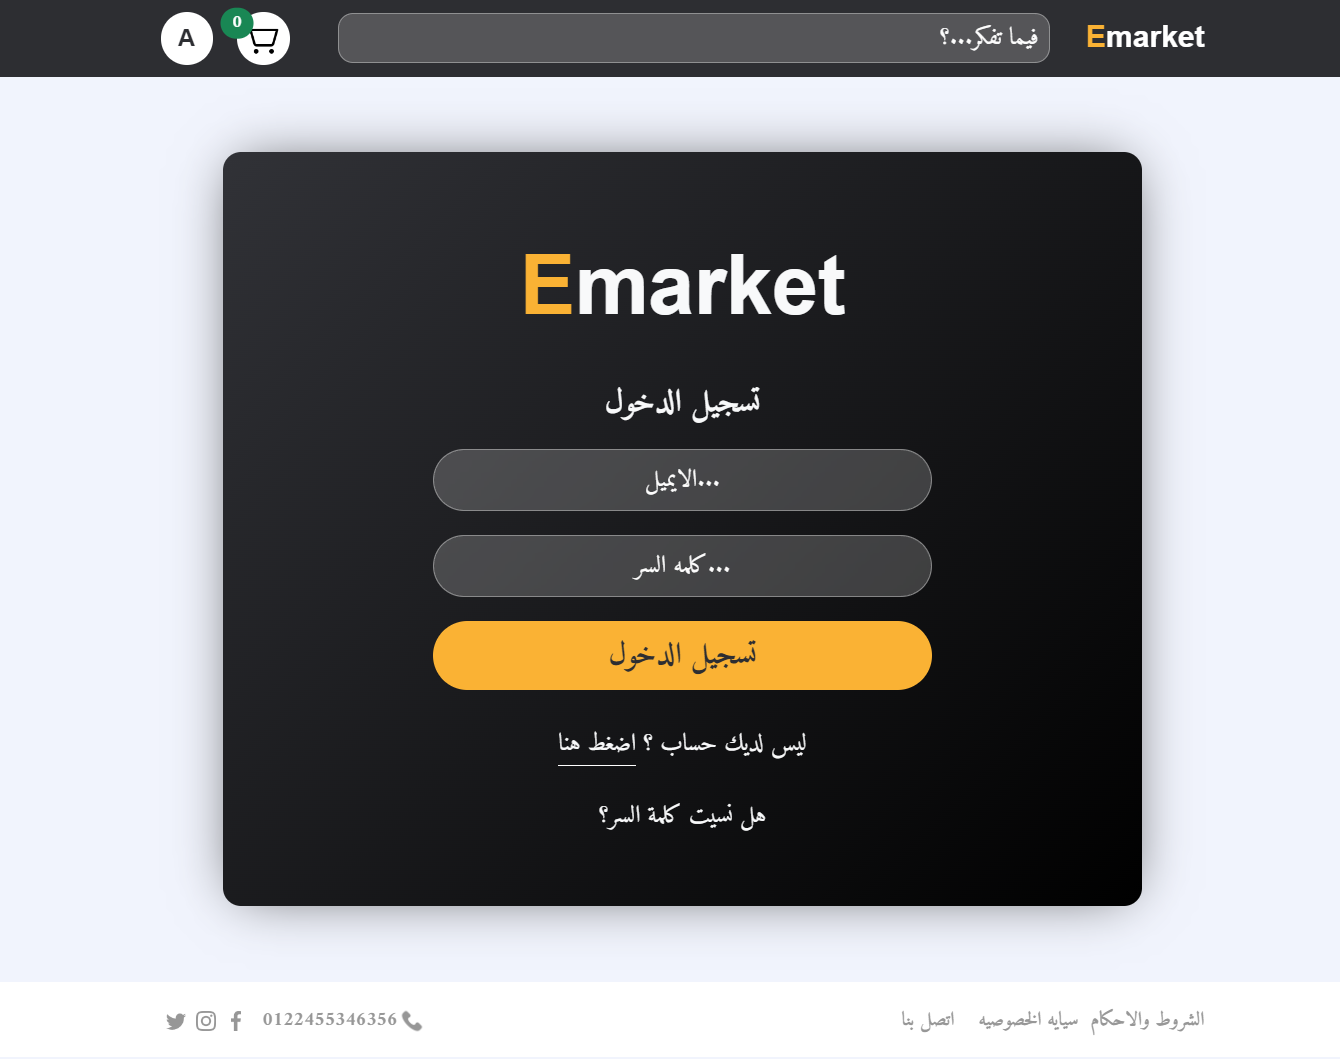 Emarket
فيما تفكر...؟
0
A
Emarket
تسجيل الدخول
الايميل...
كلمه السر...
تسجيل الدخول
ليس لديك حساب ؟ اضغط هنا
هل نسيت كلمة السر؟
الشروط والاحكام سيايه الخصوصيه اتصل بنا
0122455346356